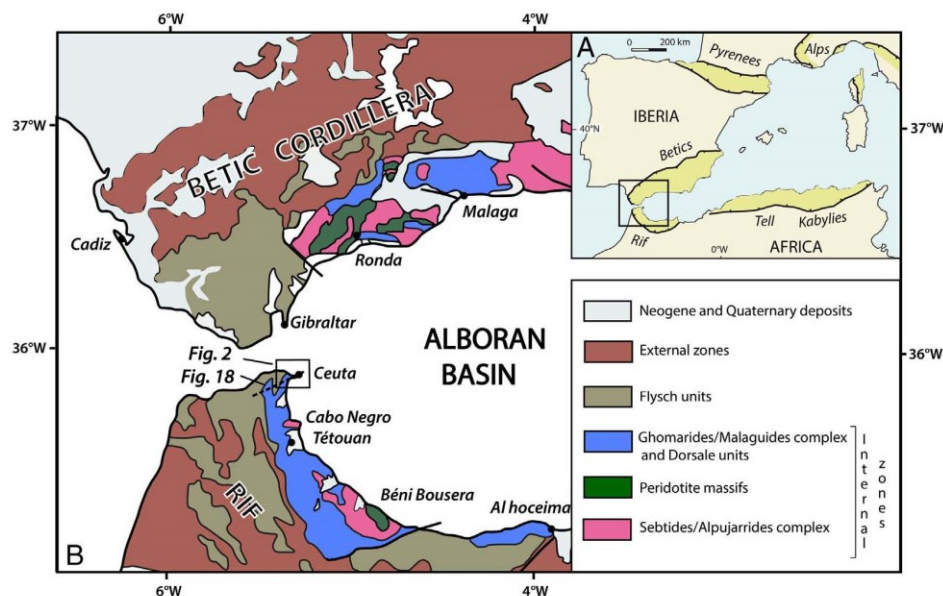 6°W
4°W
A
0 200 km
Pyrenees
Alps
IBERIA
40°N
Betics
Tell
Kabylies
Rif
0°W
AFRICA
37°W
37°W
BETIC CORDILLERA
Malaga
Cadiz
Ronda
Gibraltar
36°W
36°W
ALBORAN
BASIN
Fig. 2
Fig. 18
Ceuta
Cabo Negro
Tétouan
RIF
Béni Bousera
Al hoceima
B
6°W
4°W
Neogene and Quaternary deposits
External zones
Flysch units
Ghomarides/Malaguides complex
and Dorsale units
Peridotite massifs
Sebtides/Alpujarrides complex
Internal
zones